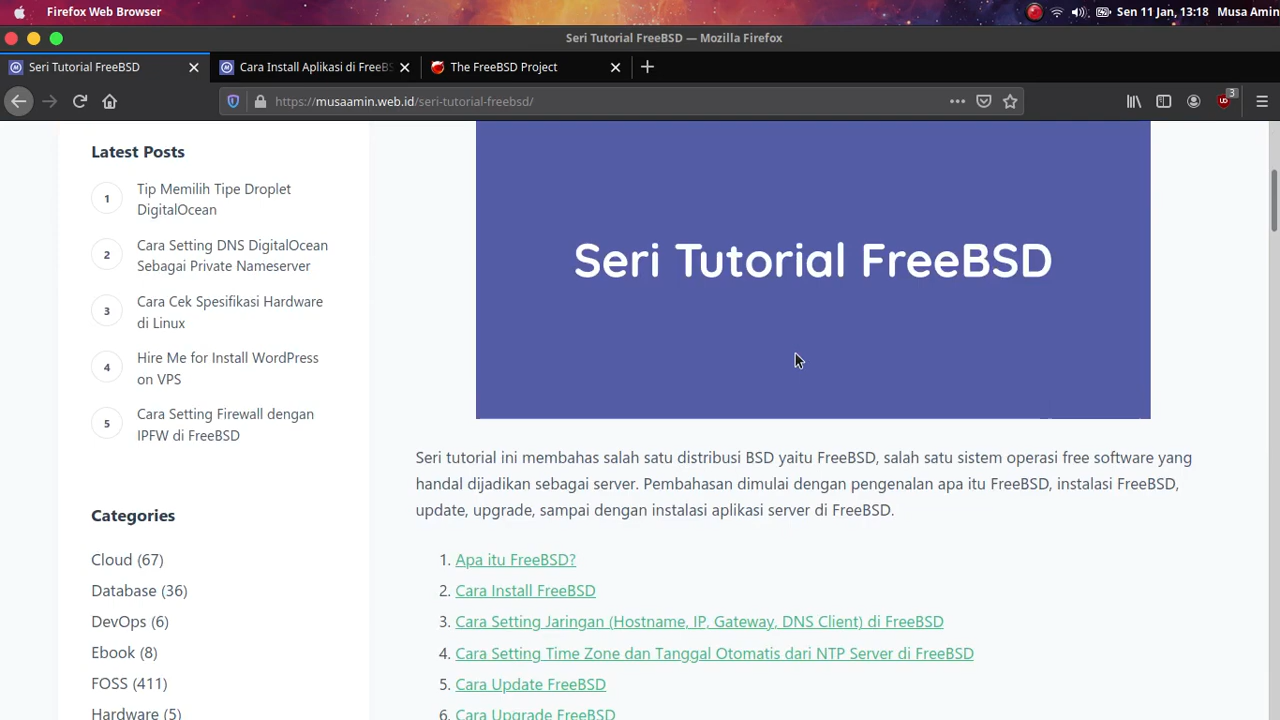 Firefox Web Browser
Sen 11 Jan, 13:18
Musa Amin
Seri Tutorial FreeBSD — Mozilla Firefox
Seri Tutorial FreeBSD
Cara Install Aplikasi di FreeBS
The FreeBSD Project
https://musaamin.web.id/seri-tutorial-freebsd/
3
Latest Posts
1
Tip Memilih Tipe Droplet
DigitalOcean
2
Cara Setting DNS DigitalOcean
Sebagai Private Nameserver
3
Cara Cek Spesifikasi Hardware
di Linux
4
Hire Me for Install WordPress
on VPS
5
Cara Setting Firewall dengan
IPFW di FreeBSD
Categories
Cloud (67)
Database (36)
DevOps (6)
Ebook (8)
FOSS (411)
Hardware (5)
Seri Tutorial FreeBSD
Seri tutorial ini membahas salah satu distribusi BSD yaitu FreeBSD, salah satu sistem operasi free software yang
handal dijadikan sebagai server. Pembahasan dimulai dengan pengenalan apa itu FreeBSD, instalasi FreeBSD,
update, upgrade, sampai dengan instalasi aplikasi server di FreeBSD.
1. Apa itu FreeBSD?
2. Cara Install FreeBSD
3. Cara Setting Jaringan (Hostname, IP, Gateway, DNS Client) di FreeBSD
4. Cara Setting Time Zone dan Tanggal Otomatis dari NTP Server di FreeBSD
5. Cara Update FreeBSD
6. Cara Upgrade FreeBSD